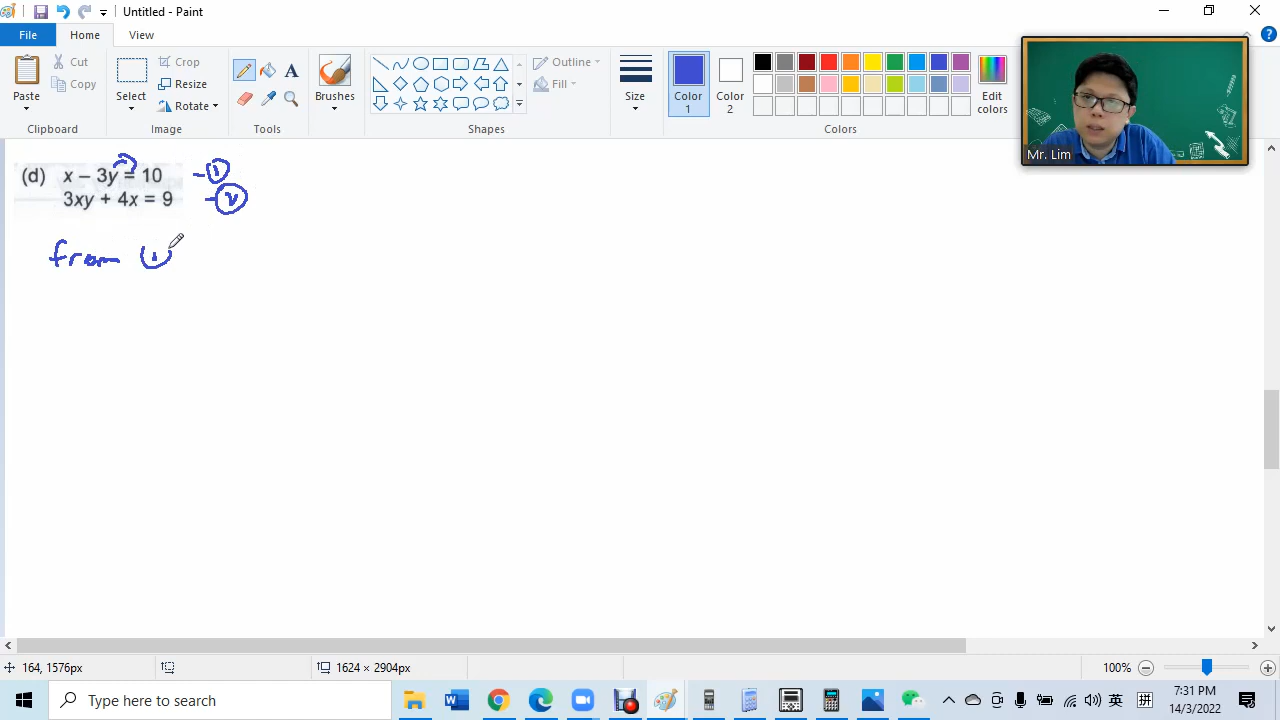 Untitled - Paint
File
Home
View
Paste
Cut
Copy
Clipboard
Select
Crop
Resize
Rotate
Image
A
Tools
Brushes
Outline
Fill
Shapes
Size
Color 1
Color 2
Edit colors
Colors
Mr. Lim
(d) x – 3y = 10 - 1
3xy + 4x = 9 - 2
from 1
164, 1576px
1624 × 2904px
100%
Type here to search
英
拼
7:31 PM
14/3/2022